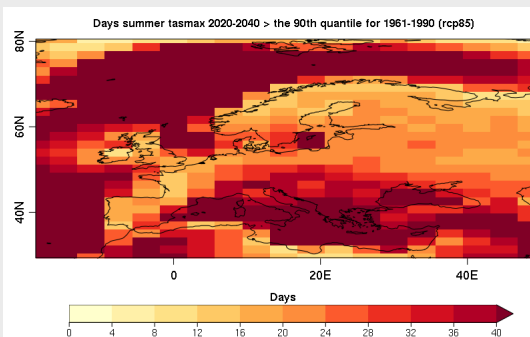 Days summer tasmax 2020-2040 > the 90th quantile for 1961-1990 (rcp85)
80N
60N
40N
0 20E 40E
Days
0 4 8 12 16 20 24 28 32 36 40